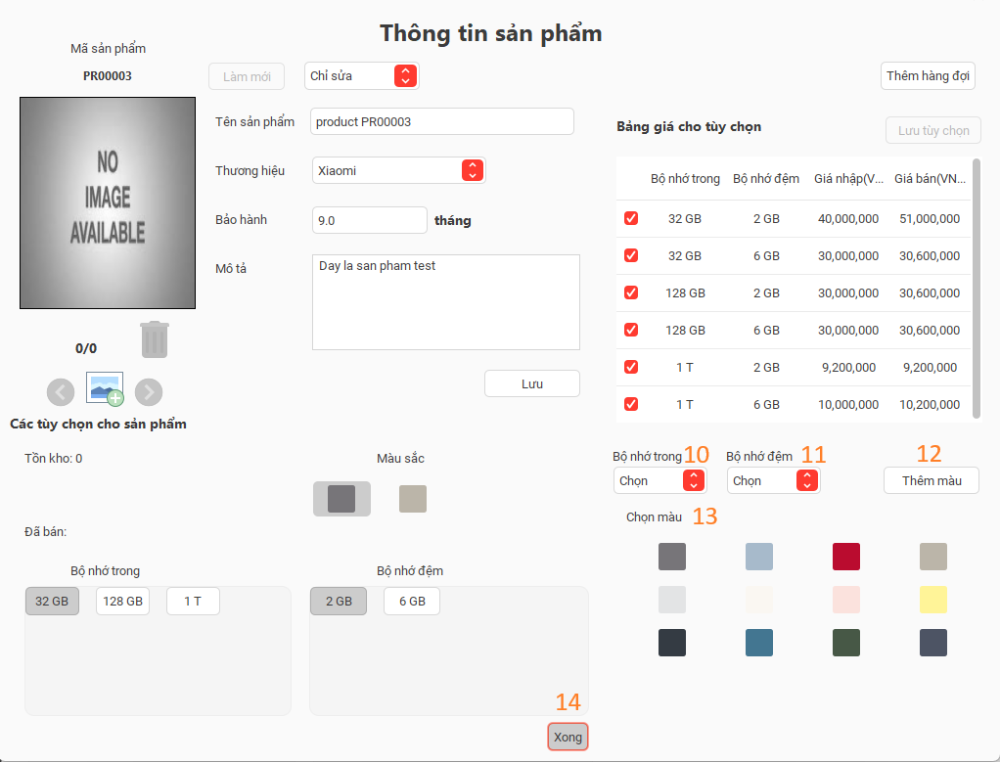 Thông tin sản phẩm
Mã sản phẩm
PR00003
Làm mới
Chỉ sửa
Thêm hàng đợi
NO
IMAGE
AVAILABLE
Tên sản phẩm
product PR00003
Thương hiệu
Xiaomi
Bảo hành
9.0
tháng
Mô tả
Day la san pham test
0/0
Lưu
Bảng giá cho tùy chọn
Lưu tùy chọn
Bộ nhớ trong Bộ nhớ đệm Giá nhập(V... Giá bán(VN...
32 GB 2 GB 40,000,000 51,000,000
32 GB 6 GB 30,000,000 30,600,000
128 GB 2 GB 30,000,000 30,600,000
128 GB 6 GB 30,000,000 30,600,000
1 T 2 GB 9,200,000 9,200,000
1 T 6 GB 10,000,000 10,200,000
Các tùy chọn cho sản phẩm
Tồn kho: 0
Màu sắc
Đã bán:
Bộ nhớ trong
32 GB 128 GB 1 T
Bộ nhớ đệm
2 GB 6 GB
14
Xong
Bộ nhớ trong 10
Chọn
Bộ nhớ đệm 11
Chọn
12
Thêm màu
Chọn màu 13